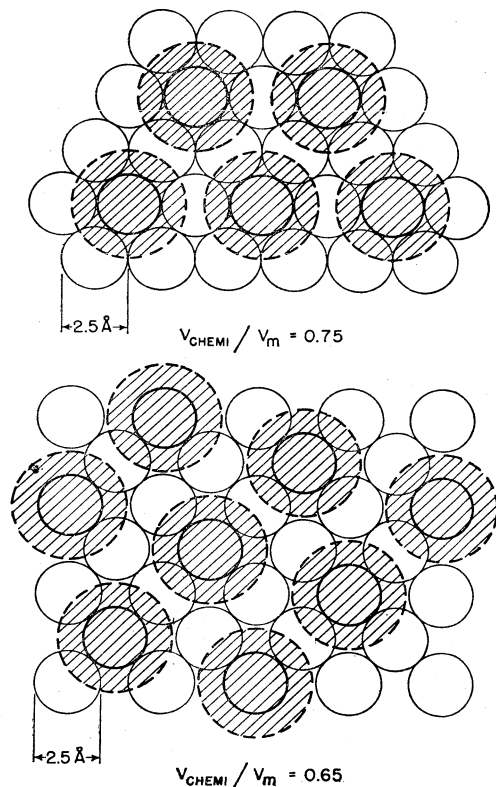 2.5 Å
V_CHEMI / V_m = 0.75
2.5 Å
V_CHEMI / V_m = 0.65